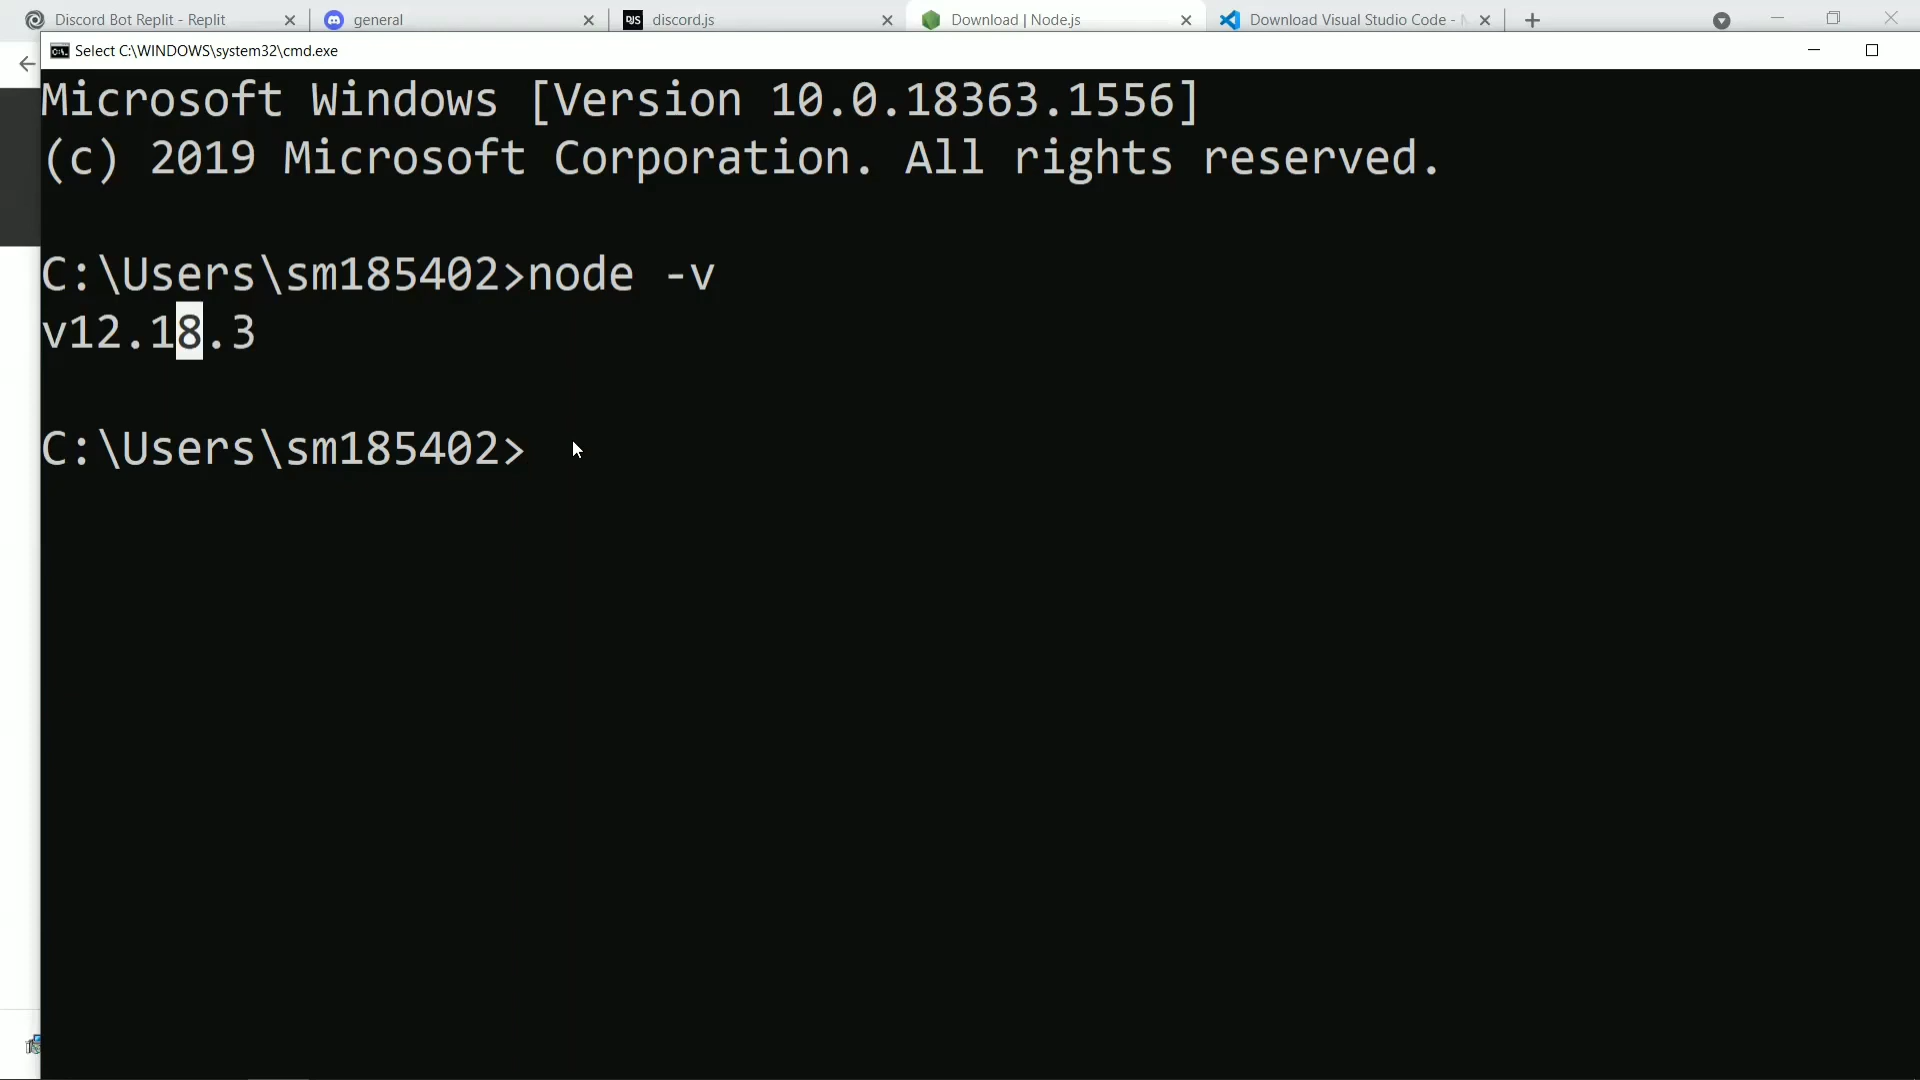 Discord Bot Replit - Replit
general
DJS discord.js
Download | Node.js
Download Visual Studio Code -
Select C:\WINDOWS\system32\cmd.exe
Microsoft Windows [Version 10.0.18363.1556]
(c) 2019 Microsoft Corporation. All rights reserved.
C:\Users\sm185402>node -v
v12.18.3
C:\Users\sm185402>